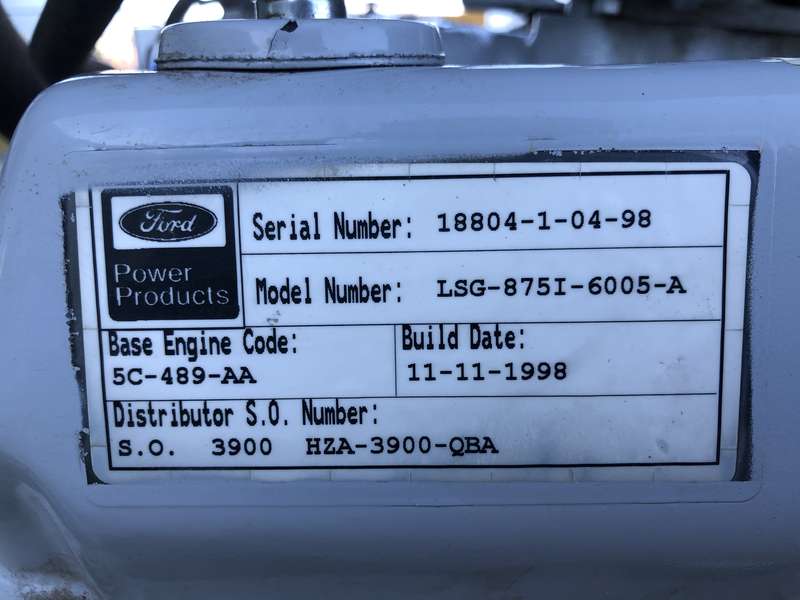 Ford
Power
Products
Serial Number: 18804-1-04-98
Model Number: LSG-875I-6005-A
Base Engine Code:
5C-489-AA
Build Date:
11-11-1998
Distributor S.O. Number:
S.O. 3900 HZA-3900-QBA